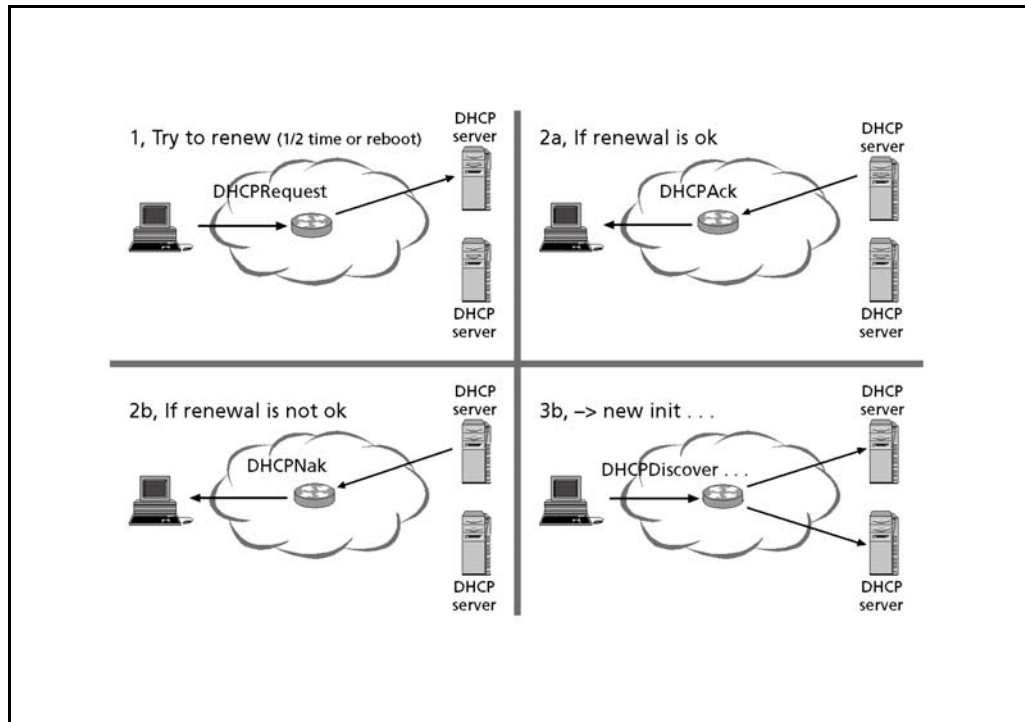 1, Try to renew (1/2 time or reboot)
DHCP
server
DHCPRequest
DHCP
server
2a, If renewal is ok
DHCP
server
DHCPAck
DHCP
server
2b, If renewal is not ok
DHCP
server
DHCPNak
DHCP
server
3b, –> new init . . .
DHCP
server
DHCPDiscover . . .
DHCP
server